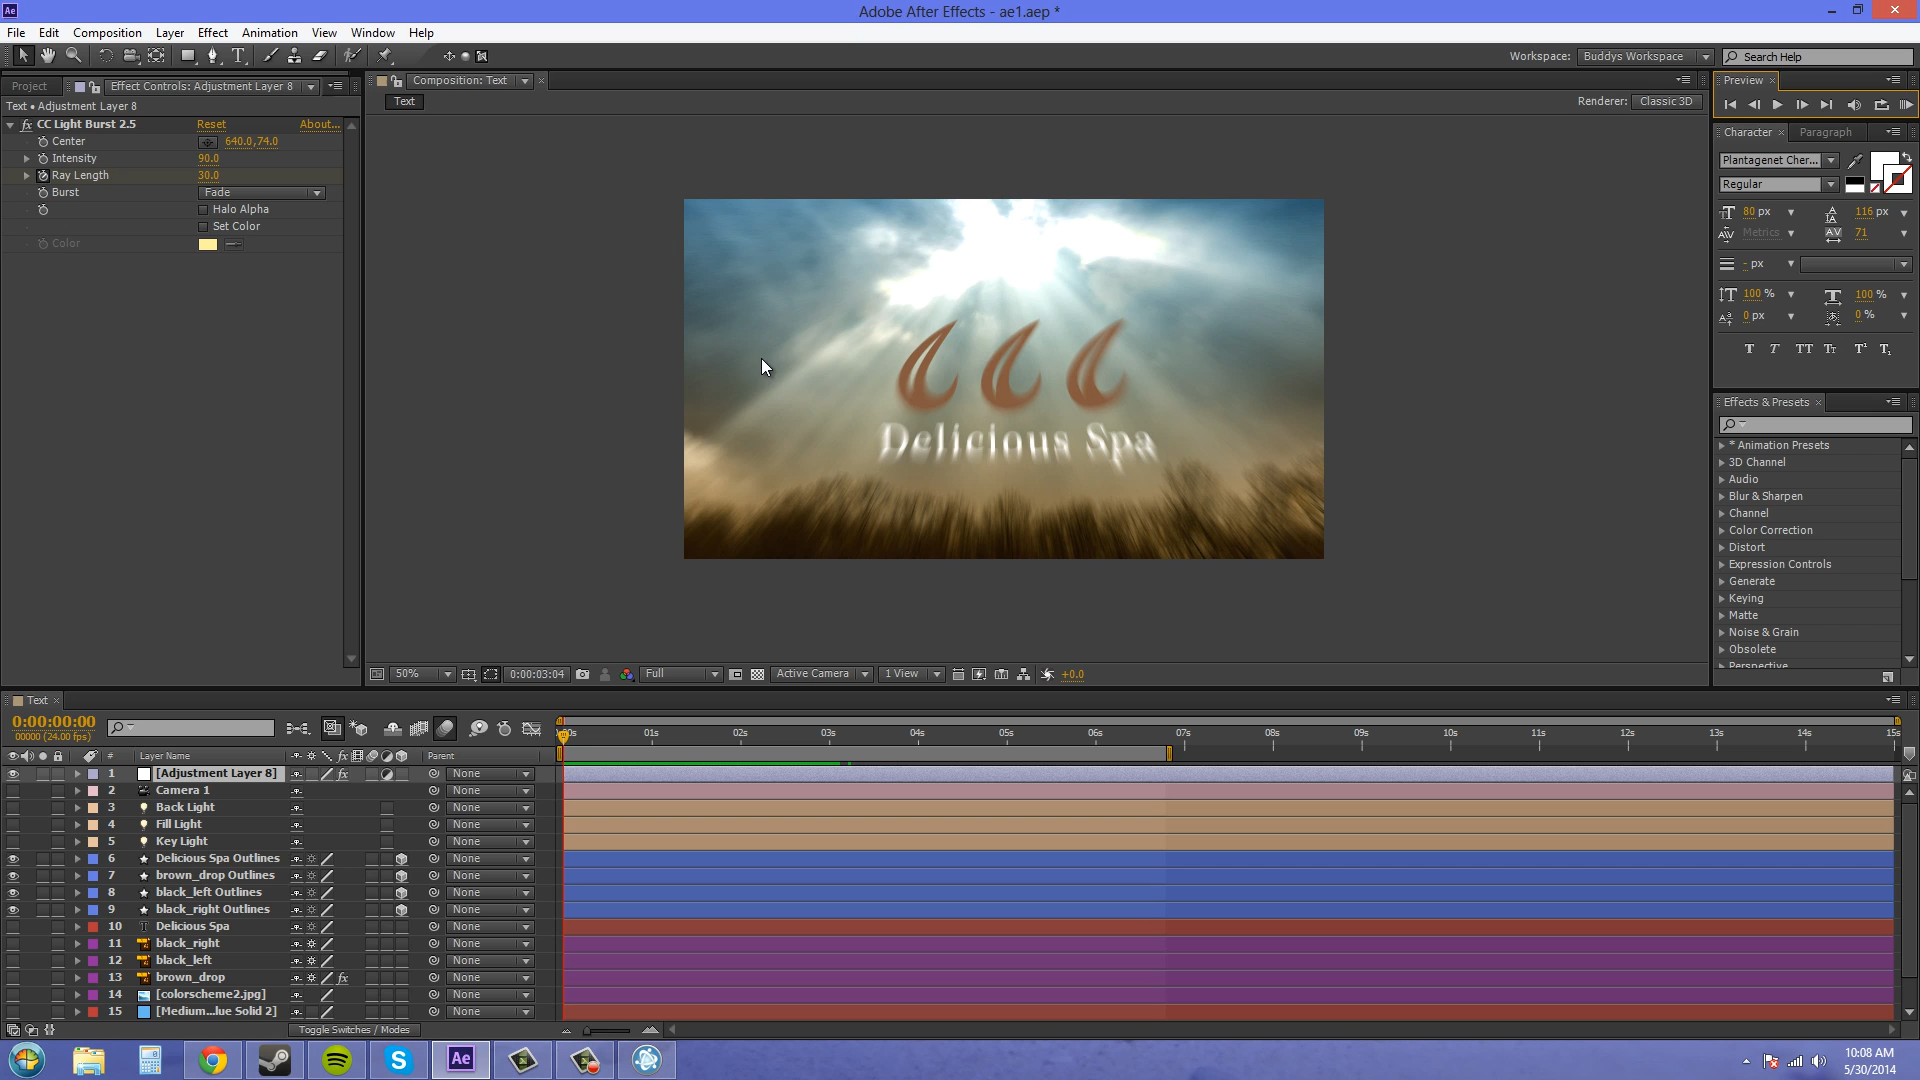 Ae
Adobe After Effects - ae1.aep *
File Edit Composition Layer Effect Animation View Window Help
Workspace: Buddys Workspace Search Help
Project Effect Controls: Adjustment Layer 8
Text • Adjustment Layer 8
fx CC Light Burst 2.5 Reset About...
Center 640.0,74.0
Intensity 90.0
Ray Length 30.0
Burst Fade
Halo Alpha
Set Color
Color
Composition: Text
Text
Renderer: Classic 3D
Delicious Spa
50% 0:00:03:04 Full Active Camera 1 View +0.0
Preview
Character Paragraph
Plantagenet Cher...
Regular
80 px 116 px
Metrics 71
- px
100 % 100 %
0 px 0 %
T T TT Tr T¹ T₁
Effects & Presets
* Animation Presets
3D Channel
Audio
Blur & Sharpen
Channel
Color Correction
Distort
Expression Controls
Generate
Keying
Matte
Noise & Grain
Obsolete
Perspective
Text
0:00:00:00
00000 (24.00 fps)
01s 02s 03s 04s 05s 06s 07s 08s 09s 10s 11s 12s 13s 14s 15s
# Layer Name fx Parent
1 [Adjustment Layer 8] fx None
2 Camera 1 None
3 Back Light None
4 Fill Light None
5 Key Light None
6 Delicious Spa Outlines None
7 brown_drop Outlines None
8 black_left Outlines None
9 black_right Outlines None
10 T Delicious Spa None
11 black_right None
12 black_left None
13 brown_drop fx None
14 [colorscheme2.jpg] None
15 [Medium...lue Solid 2] None
Toggle Switches / Modes
Ae
10:08 AM
5/30/2014